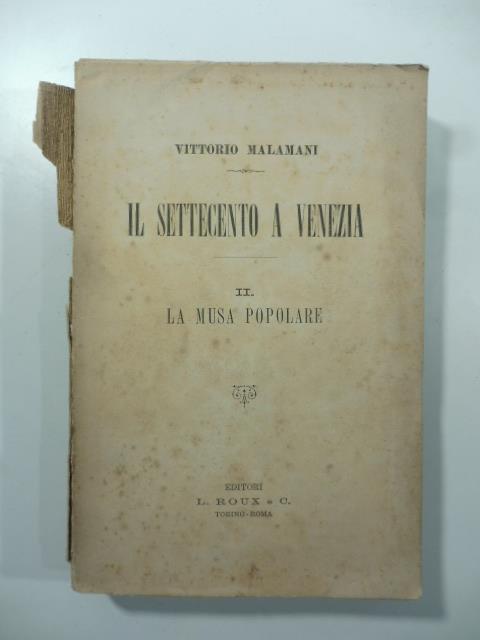 VITTORIO MALAMANI
IL SETTECENTO A VENEZIA
II.
LA MUSA POPOLARE
EDITORI
L. ROUX e C.
TORINO-ROMA